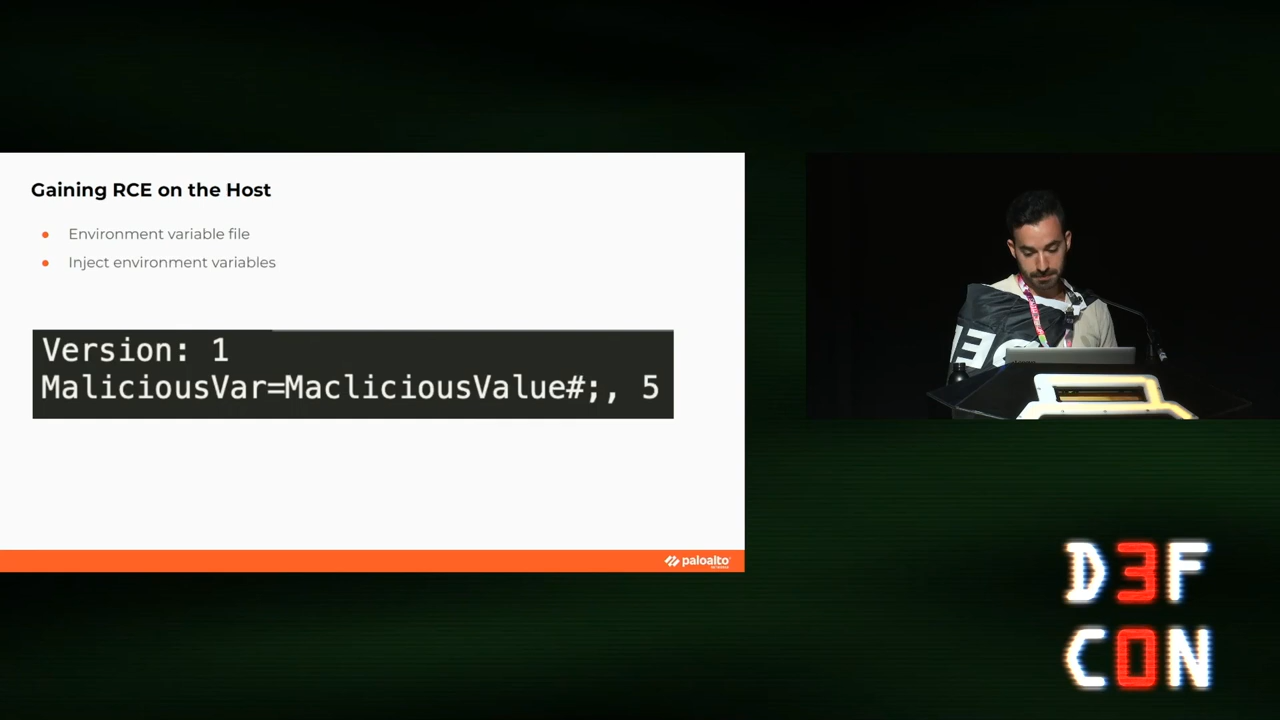 Gaining RCE on the Host
Environment variable file
Inject environment variables
Version: 1
MaliciousVar=MacliciousValue#;, 5
paloalto
D3F
CON